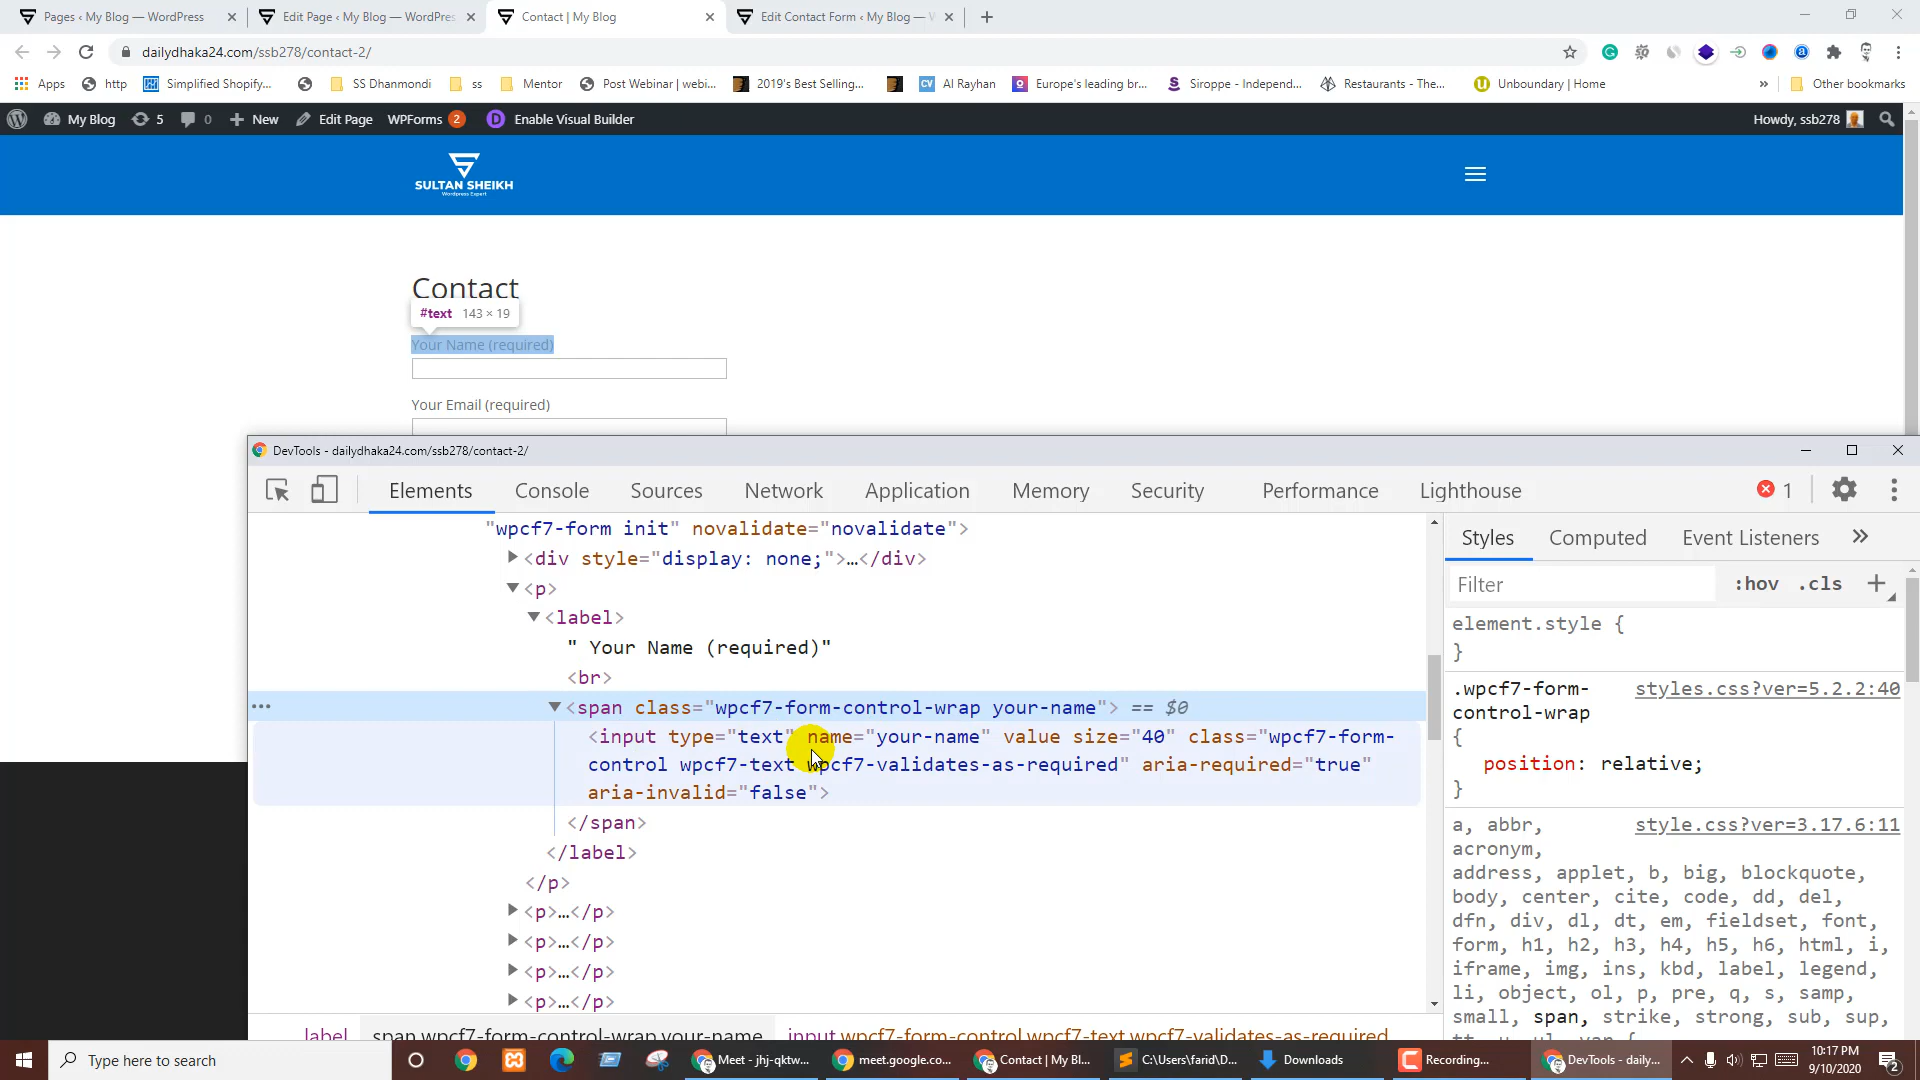 Pages ‹ My Blog — WordPress
Edit Page ‹ My Blog — WordPres
Contact | My Blog
Edit Contact Form ‹ My Blog — W
dailydhaka24.com/ssb278/contact-2/
Apps
http
Simplified Shopify...
SS Dhanmondi
ss
Mentor
Post Webinar | webi...
2019's Best Selling...
CV
Al Rayhan
Europe's leading br...
Siroppe - Independ...
Restaurants - The...
Unboundary | Home
»
Other bookmarks
My Blog
5
0
New
Edit Page
WPForms 2
D Enable Visual Builder
Howdy, ssb278
SULTAN SHEIKH
Wordpress Expert
Contact
#text 143 × 19
Your Name (required)
Your Email (required)
DevTools - dailydhaka24.com/ssb278/contact-2/
Elements
Console
Sources
Network
Application
Memory
Security
Performance
Lighthouse
1
"wpcf7-form init" novalidate="novalidate">
<div style="display: none;">…</div>
<p>
<label>
" Your Name (required)"
<br>
<span class="wpcf7-form-control-wrap your-name"> == $0
<input type="text" name="your-name" value size="40" class="wpcf7-form-
control wpcf7-text wpcf7-validates-as-required" aria-required="true"
aria-invalid="false">
</span>
</label>
</p>
<p>…</p>
<p>…</p>
<p>…</p>
<p>…</p>
label
span.wpcf7-form-control-wrap.your-name
input.wpcf7-form-control.wpcf7-text.wpcf7-validates-as-required
Styles
Computed
Event Listeners
»
Filter
:hov .cls +
element.style {
}
.wpcf7-form- styles.css?ver=5.2.2:40
control-wrap
{
position: relative;
}
a, abbr, style.css?ver=3.17.6:11
acronym,
address, applet, b, big, blockquote,
body, center, cite, code, dd, del,
dfn, div, dl, dt, em, fieldset, font,
form, h1, h2, h3, h4, h5, h6, html, i,
iframe, img, ins, kbd, label, legend,
li, object, ol, p, pre, q, s, samp,
small, span, strike, strong, sub, sup,
Type here to search
Meet - jhj-qktw...
meet.google.co...
Contact | My Bl...
C:\Users\farid\D...
Downloads
Recording...
DevTools - daily...
10:17 PM
9/10/2020
2